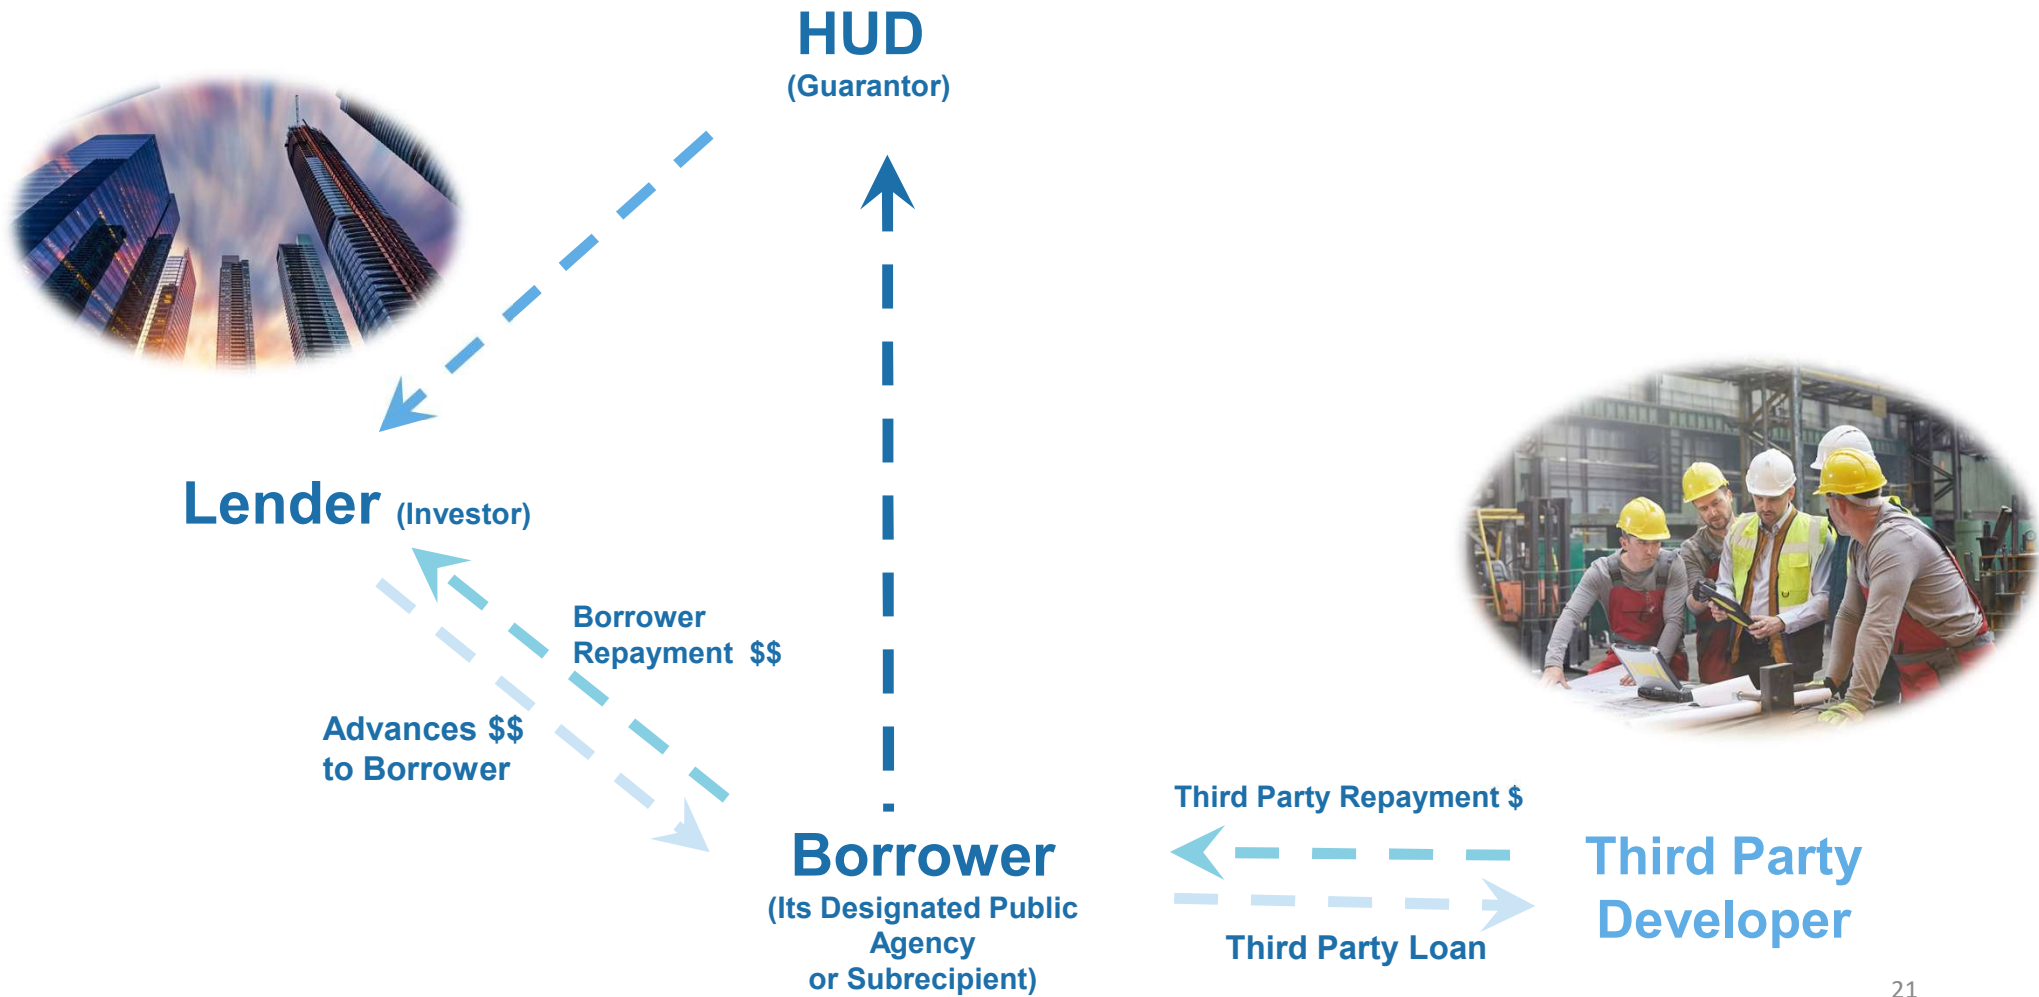 HUD
(Guarantor)
Lender (Investor)
Borrower
Repayment $$
Advances $$
to Borrower
Third Party Repayment $
Borrower
(Its Designated Public
Agency
or Subrecipient)
Third Party
Developer
Third Party Loan
21